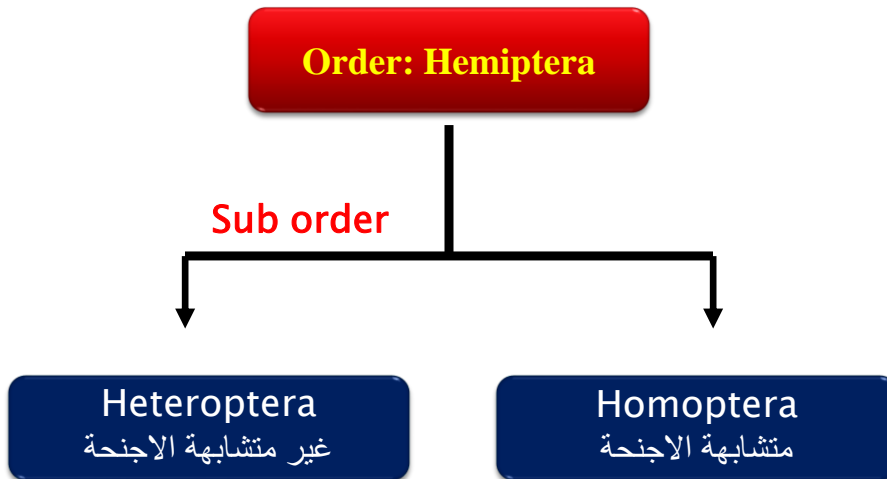 Order: Hemiptera
Sub order
Heteroptera
غير متشابهة الاجنحة
Homoptera
متشابهة الاجنحة